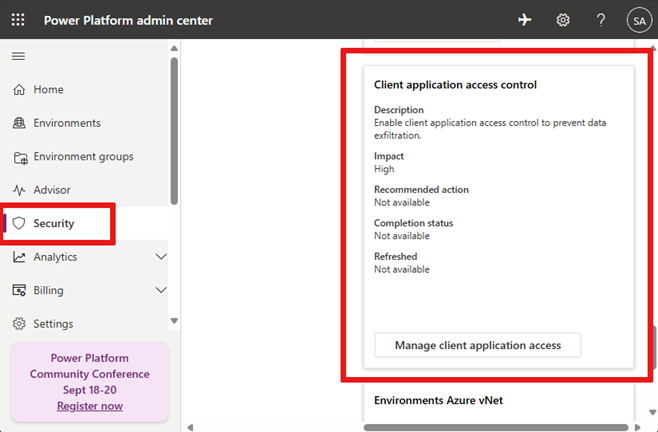 Power Platform admin center
?
SA
Home
Environments
Environment groups
Advisor
Security
Analytics
Billing
Settings
Power Platform
Community Conference
Sept 18-20
Register now
Client application access control
Description
Enable client application access control to prevent data
exfiltration.
Impact
High
Recommended action
Not available
Completion status
Not available
Refreshed
Not available
Manage client application access
Environments Azure vNet